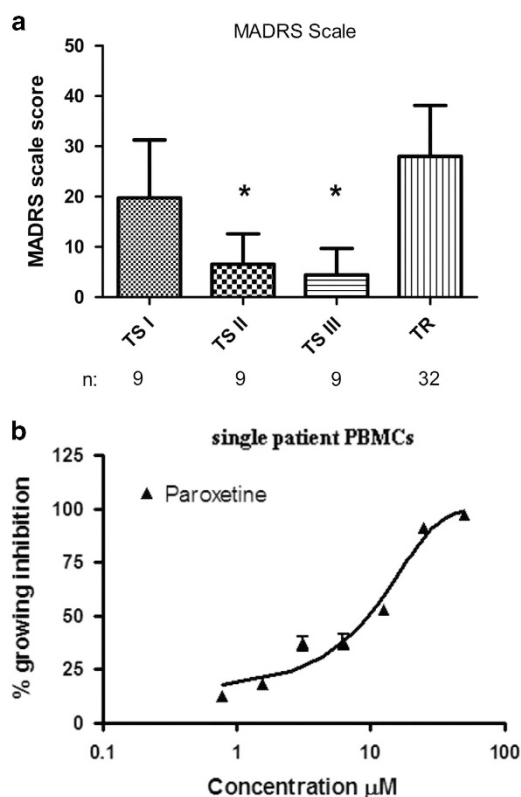 a
MADRS Scale
MADRS scale score
50
40
30
20
10
0
* *
TS I TS II TS III TR
n: 9 9 9 32
b
single patient PBMCs
% growing inhibition
125
100
75
50
25
0
▲ Paroxetine
0.1 1 10 100
Concentration μM